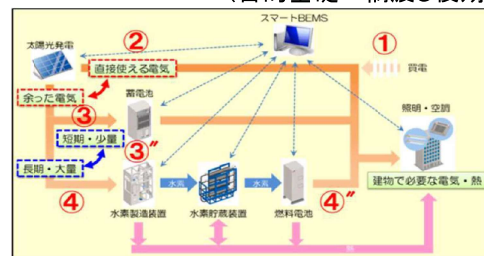 スマートBEMS
太陽光発電
②
①
直接使える電気
買電
余った電気
蓄電池
照明・空調
③
短期・少量
③”
長期・大量
建物で必要な電気・熱
④
水素
水素
④”
水素製造装置
水素貯蔵装置
燃料電池
熱